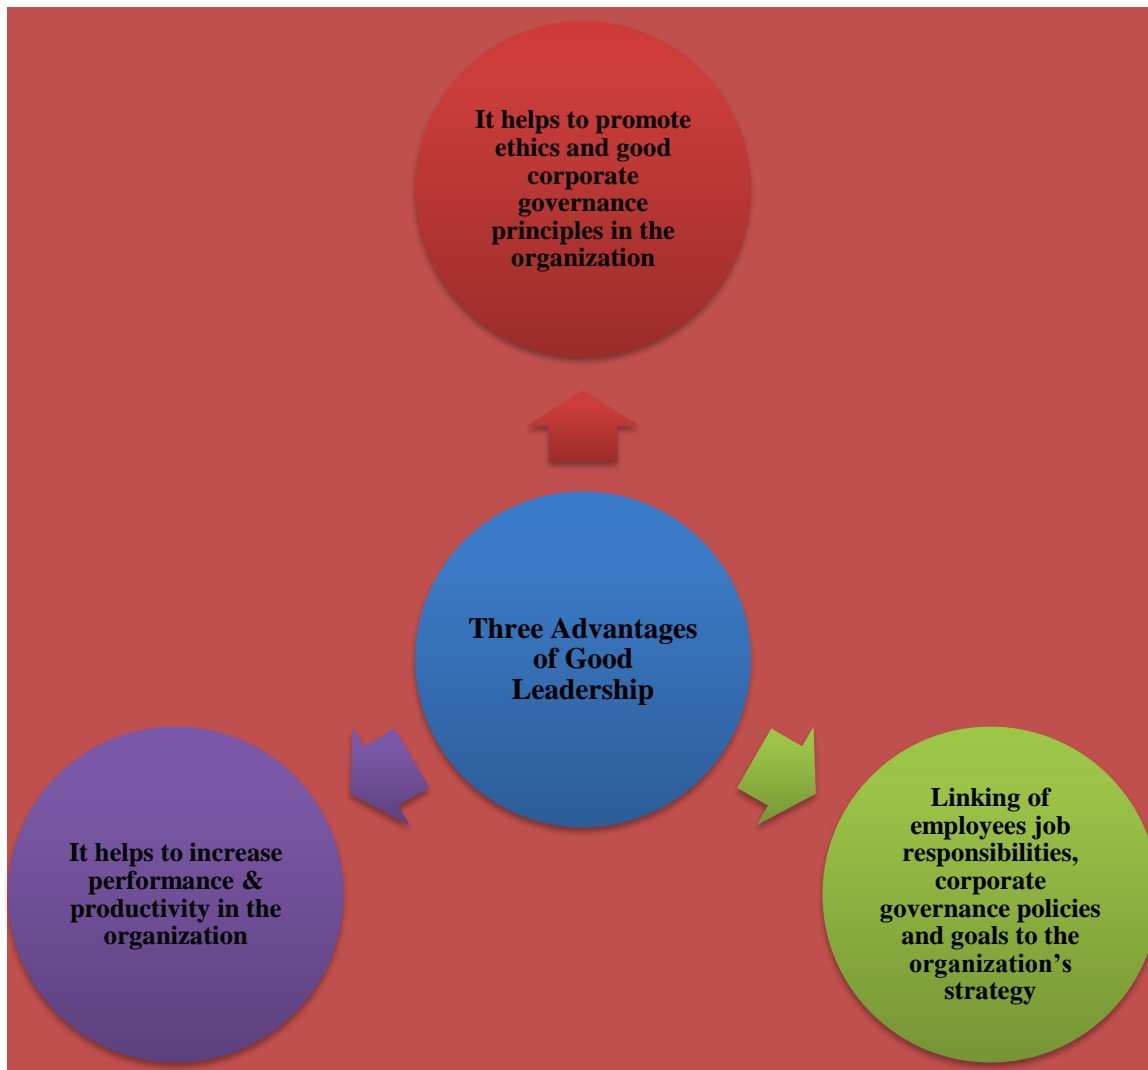 It helps to promote
ethics and good
corporate
governance
principles in the
organization
Three Advantages
of Good
Leadership
Linking of
employees job
responsibilities,
corporate
governance policies
and goals to the
organization’s
strategy
It helps to increase
performance &
productivity in the
organization